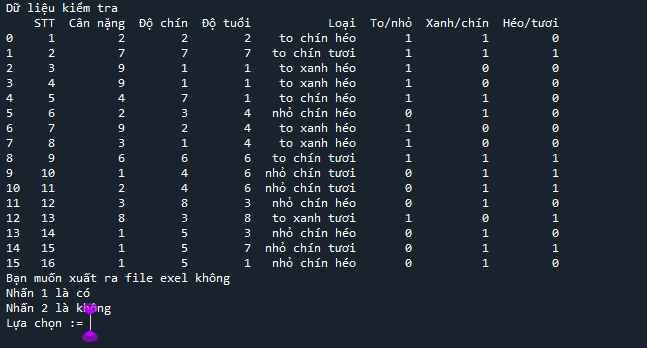 Dữ liệu kiểm tra
STT Cân nặng Độ chín Độ tuổi Loại To/nhỏ Xanh/chín Héo/tươi
0 1 2 2 2 to chín héo 1 1 0
1 2 7 7 7 to chín tươi 1 1 1
2 3 9 1 1 to xanh héo 1 0 0
3 4 9 1 1 to xanh héo 1 0 0
4 5 4 7 1 to chín héo 1 1 0
5 6 2 3 4 nhỏ chín héo 0 1 0
6 7 9 2 4 to xanh héo 1 0 0
7 8 3 1 4 to xanh héo 1 0 0
8 9 6 6 6 to chín tươi 1 1 1
9 10 1 4 6 nhỏ chín tươi 0 1 1
10 11 2 4 6 nhỏ chín tươi 0 1 1
11 12 3 8 3 nhỏ chín héo 0 1 0
12 13 8 3 8 to xanh tươi 1 0 1
13 14 1 5 3 nhỏ chín héo 0 1 0
14 15 1 5 7 nhỏ chín tươi 0 1 1
15 16 1 5 1 nhỏ chín héo 0 1 0
Bạn muốn xuất ra file exel không
Nhấn 1 là có
Nhấn 2 là không
Lựa chọn :=